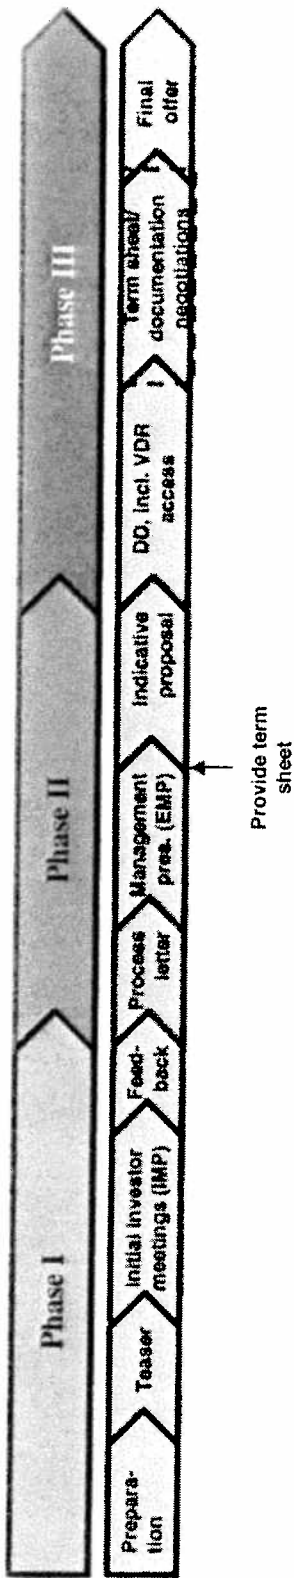 Phase I
Phase II
Phase III
Prepara-
tion
Teaser
Initial investor
meetings (IMP)
Feed-
back
Process
letter
Management
pres. (EMP)
Indicative
proposal
DD, incl. VDR
access
Term sheet/
documentation
negotiations
Final
offer
Provide term
sheet